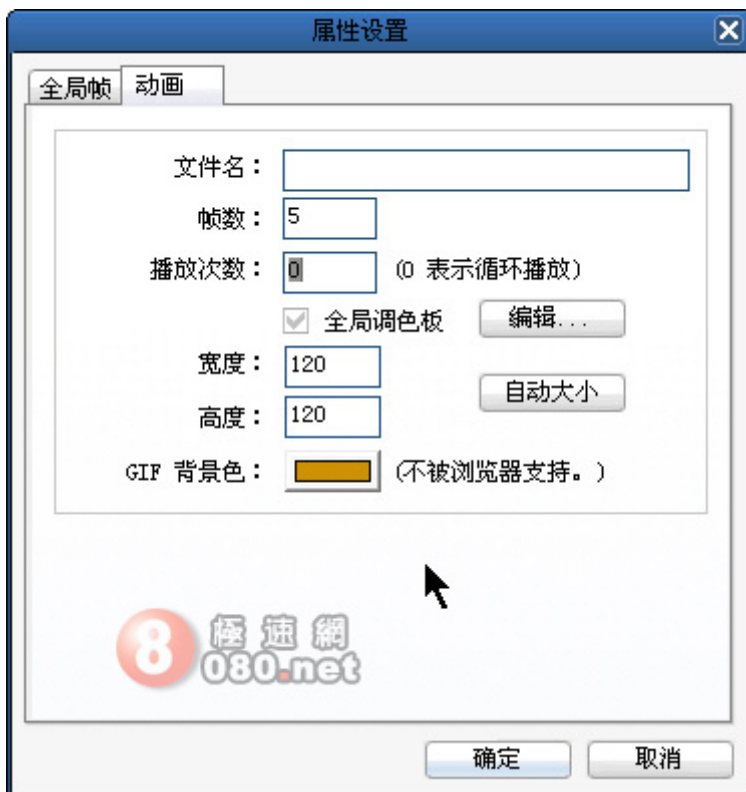 属性设置
全局帧 动画
文件名：
帧数： 5
播放次数： 0 (0 表示循环播放)
全局调色板 编辑...
宽度： 120
自动大小
高度： 120
GIF 背景色： (不被浏览器支持。)
8 極速網
080.net
确定 取消